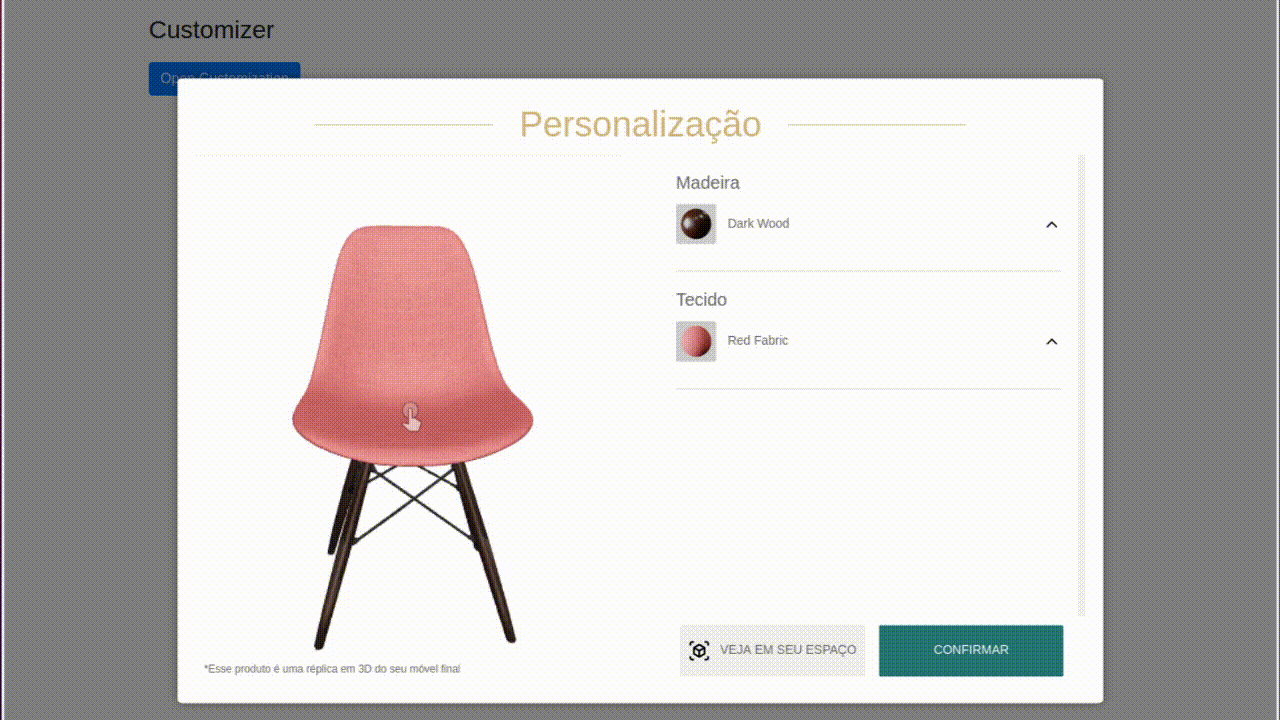 Customizer
Open Customization
Personalização
Madeira
Dark Wood
Tecido
Red Fabric
VEJA EM SEU ESPAÇO
CONFIRMAR
*Esse produto é uma réplica em 3D do seu móvel final